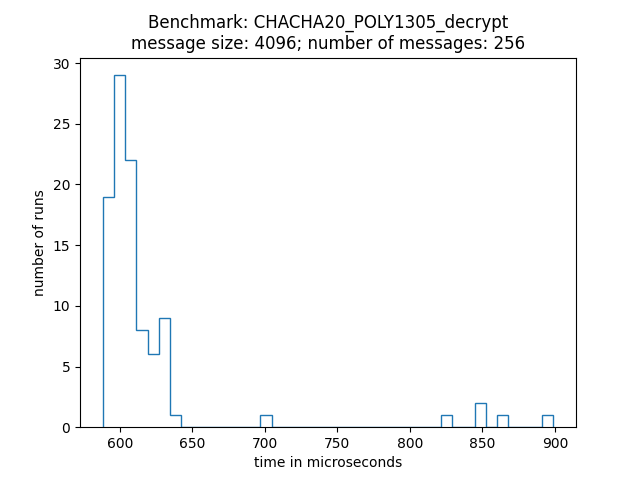 Benchmark: CHACHA20_POLY1305_decrypt
message size: 4096; number of messages: 256
30
25
20
15
10
5
0
number of runs
600 650 700 750 800 850 900
time in microseconds